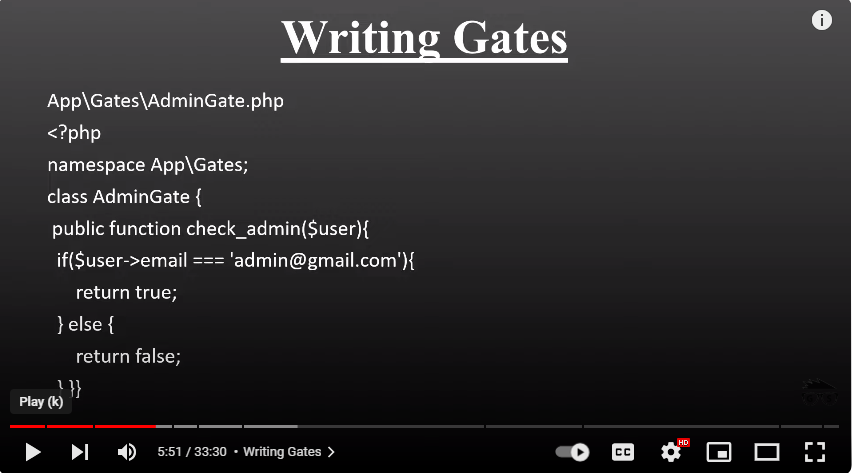 Writing Gates
i
App\Gates\AdminGate.php
<?php
namespace App\Gates;
class AdminGate {
public function check_admin($user){
if($user->email === 'admin@gmail.com'){
return true;
} else {
return false;
} }}
Play (k)
5:51 / 33:30 • Writing Gates
CC
HD